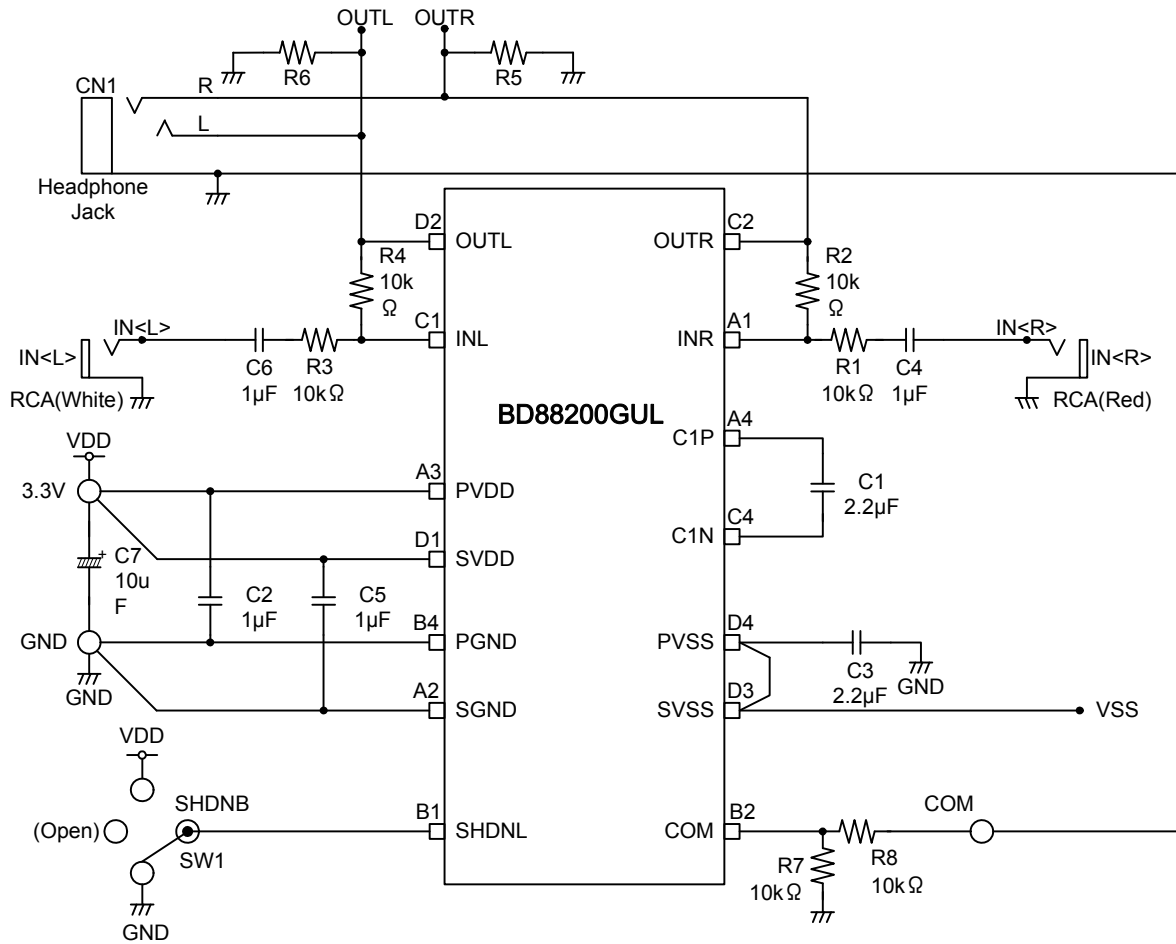 OUTL OUTR
R6 R5
CN1 R
L
Headphone
Jack
D2 OUTL
C2 OUTR
R4
10k
Ω
R2
10k
Ω
IN<L>
IN<L>
RCA(White)
C6
1μF
R3
10kΩ
C1 INL
A1 INR
R1
10kΩ
C4
1μF
IN<R>
IN<R>
RCA(Red)
BD88200GUL
A4 C1P
C1
2.2μF
C4 C1N
VDD
3.3V
A3 PVDD
D1 SVDD
+
C7
10u
F
C2
1μF
C5
1μF
GND
GND
B4 PGND
A2 SGND
D4 PVSS
C3
2.2μF
GND
D3 SVSS
VSS
VDD
(Open)
SHDNB
SW1
GND
B1 SHDNL
B2 COM
COM
R7
10kΩ
R8
10kΩ